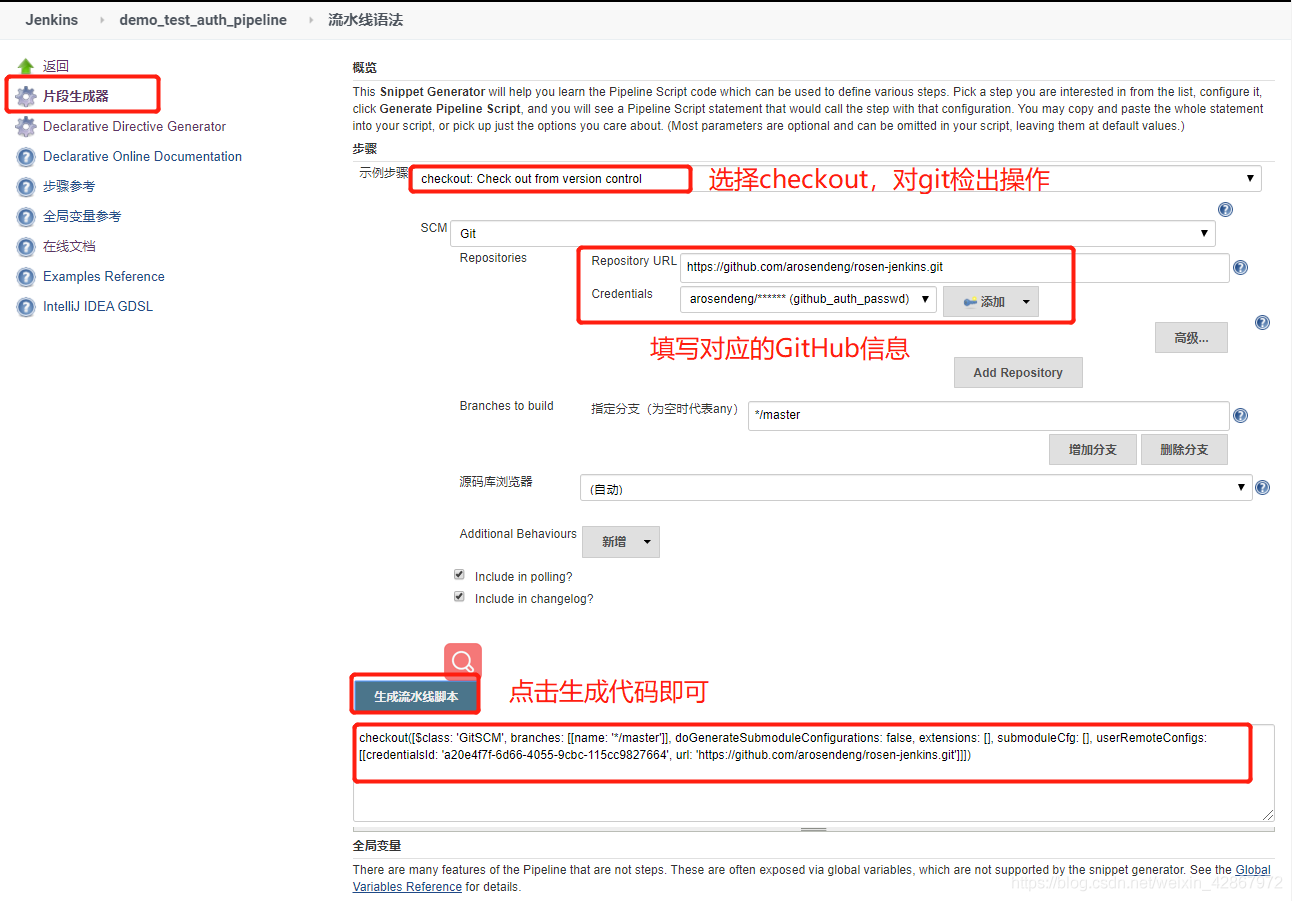 Jenkins demo_test_auth_pipeline 流水线语法
返回
片段生成器
Declarative Directive Generator
Declarative Online Documentation
步骤参考
全局变量参考
在线文档
Examples Reference
IntelliJ IDEA GDSL
概览
This Snippet Generator will help you learn the Pipeline Script code which can be used to define various steps. Pick a step you are interested in from the list, configure it,
click Generate Pipeline Script, and you will see a Pipeline Script statement that would call the step with that configuration. You may copy and paste the whole statement
into your script, or pick up just the options you care about. (Most parameters are optional and can be omitted in your script, leaving them at default values.)
步骤
示例步骤 checkout: Check out from version control 选择checkout，对git检出操作
SCM Git
Repositories Repository URL https://github.com/arosendeng/rosen-jenkins.git
Credentials arosendeng/****** (github_auth_passwd) 添加
填写对应的GitHub信息
高级...
Add Repository
Branches to build 指定分支（为空时代表any） */master
增加分支 删除分支
源码库浏览器 (自动)
Additional Behaviours 新增
Include in polling?
Include in changelog?
生成流水线脚本 点击生成代码即可
checkout([$class: 'GitSCM', branches: [[name: '*/master']], doGenerateSubmoduleConfigurations: false, extensions: [], submoduleCfg: [], userRemoteConfigs:
[[credentialsId: 'a20e4f7f-6d66-4055-9cbc-115cc9827664', url: 'https://github.com/arosendeng/rosen-jenkins.git']]])
全局变量
There are many features of the Pipeline that are not steps. These are often exposed via global variables, which are not supported by the snippet generator. See the Global
Variables Reference for details.
https://blog.csdn.net/weixin_42867972